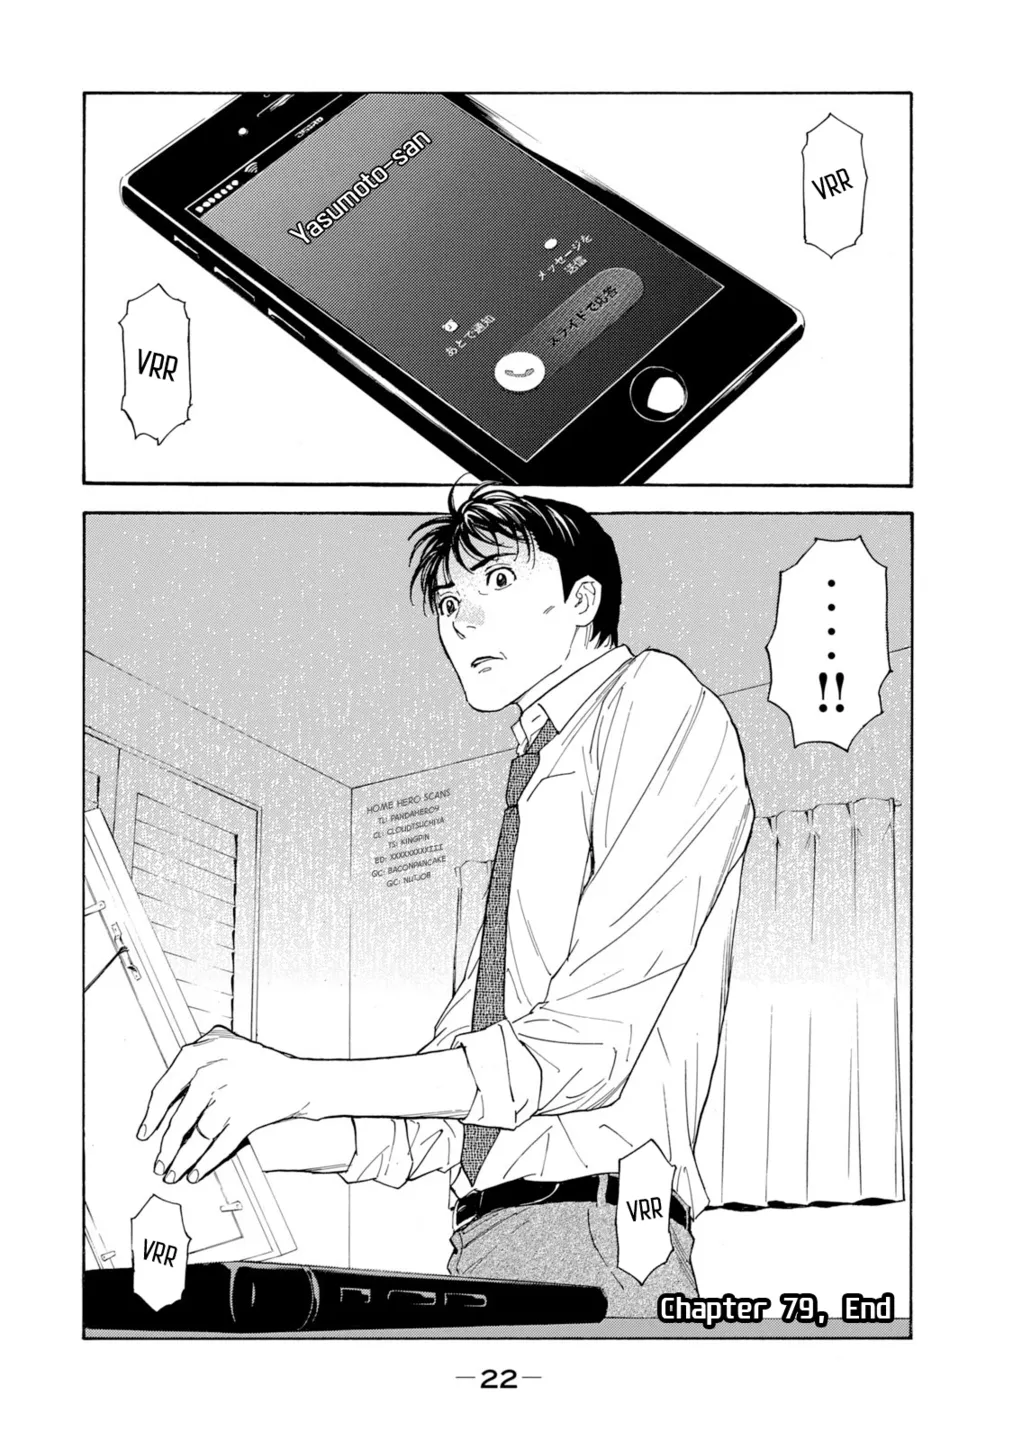 Yasumoto-san
VRR
メッセージを
送信
あとで通知
スライドで応答
VRR
・・・・・!!
HOME HERO SCANS
TL: PANDAHERO9
CL: CLOUDTSUCHIYA
TS: KINGPIN
ED: XXXXXXXXXIII
QC: BACONPANCAKE
QC: NUTJOB
VRR
VRR
Chapter 79, End
—22—